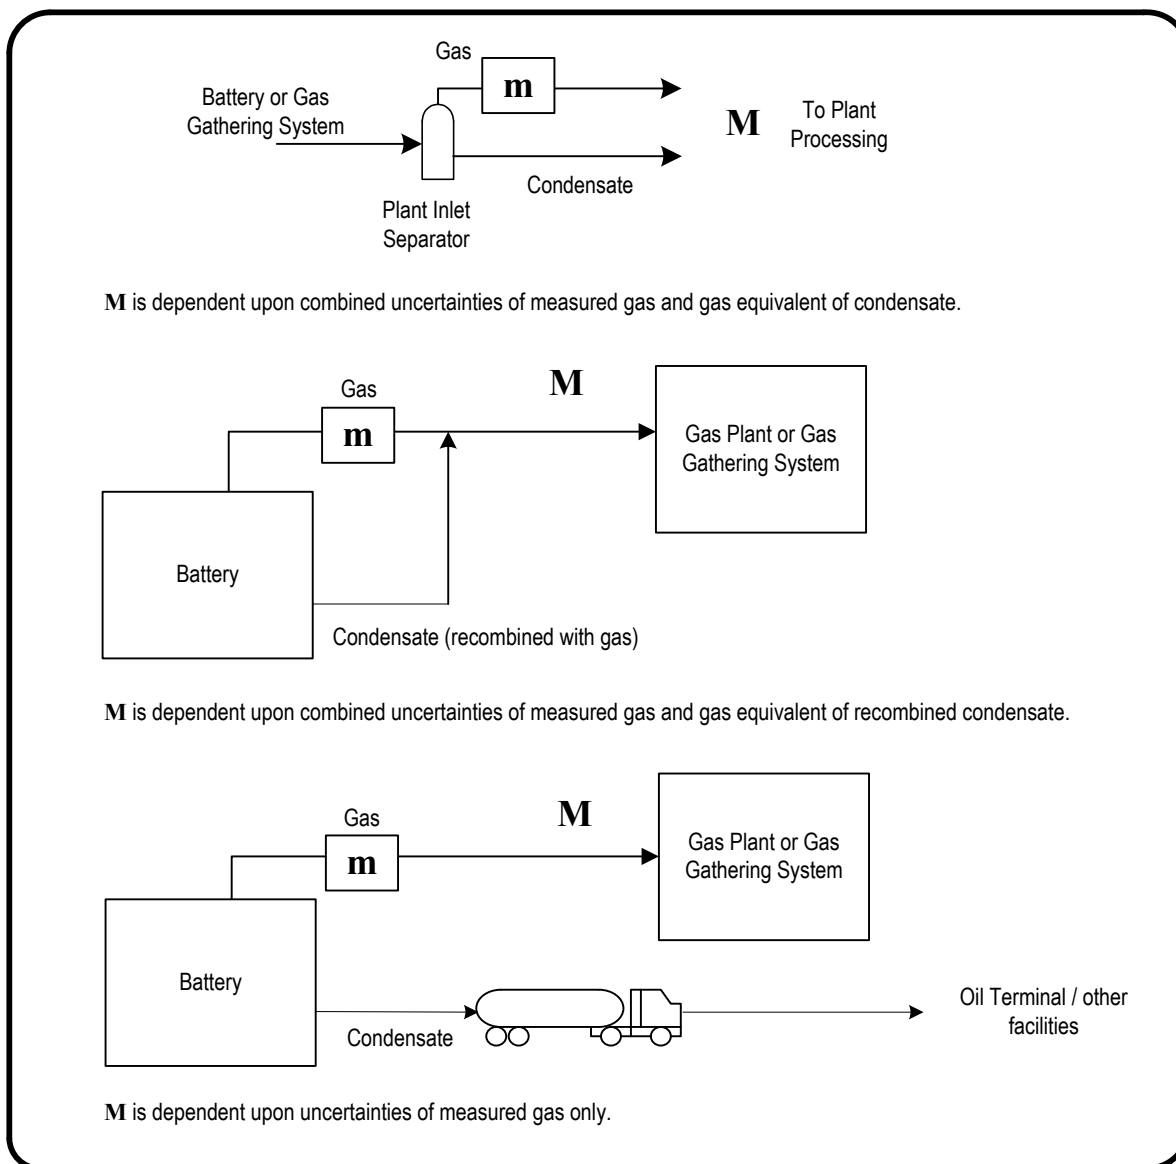 Gas
m
Battery or Gas
Gathering System
M
To Plant
Processing
Condensate
Plant Inlet
Separator
M is dependent upon combined uncertainties of measured gas and gas equivalent of condensate.
Gas
m
M
Gas Plant or Gas
Gathering System
Battery
Condensate (recombined with gas)
M is dependent upon combined uncertainties of measured gas and gas equivalent of recombined condensate.
Gas
m
M
Gas Plant or Gas
Gathering System
Battery
Condensate
Oil Terminal / other
facilities
M is dependent upon uncertainties of measured gas only.